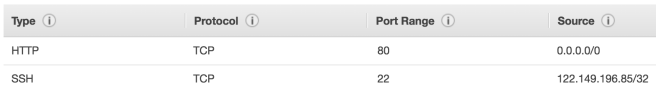 Type i Protocol i Port Range i Source i
HTTP TCP 80 0.0.0.0/0
SSH TCP 22 122.149.196.85/32